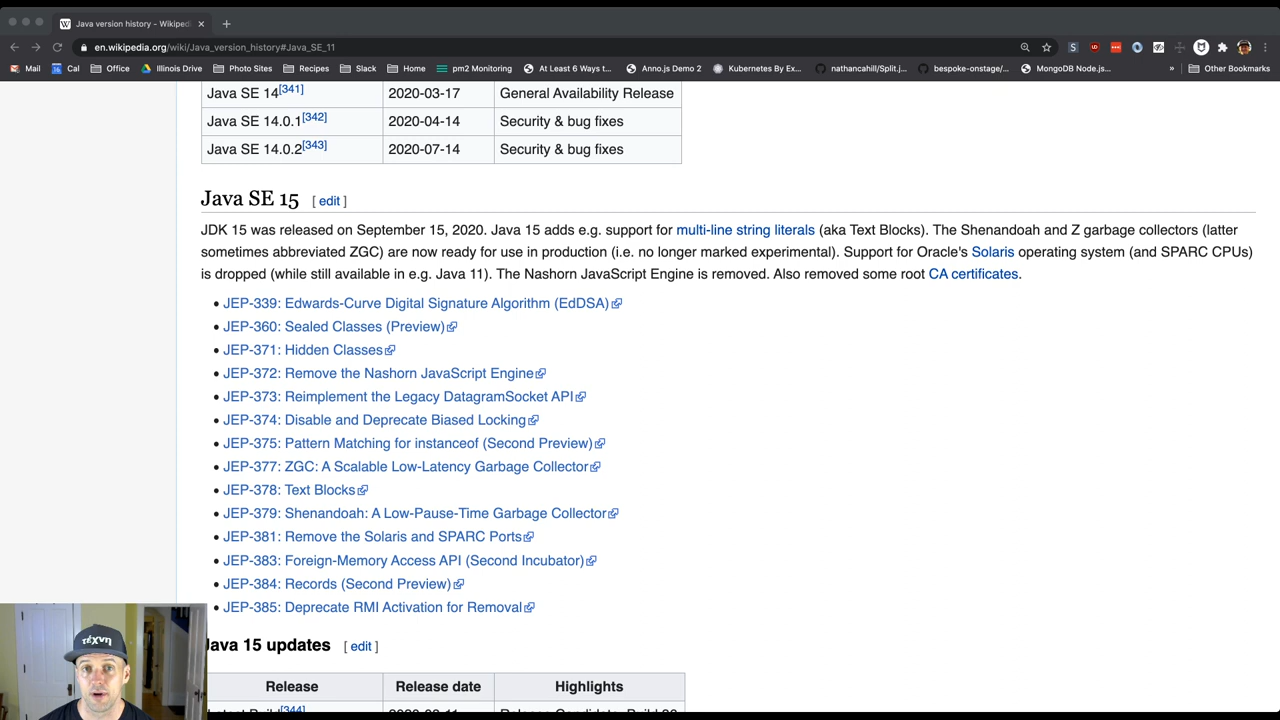 Java version history - Wikiped
en.wikipedia.org/wiki/Java_version_history#Java_SE_11
Mail Cal Office Illinois Drive Photo Sites Recipes Slack Home pm2 Monitoring At Least 6 Ways t... Anno.js Demo 2 Kubernetes By Ex... nathancahill/Split.j... bespoke-onstage/... MongoDB Node.js... » Other Bookmarks
Java SE 14[341] 2020-03-17 General Availability Release
Java SE 14.0.1[342] 2020-04-14 Security & bug fixes
Java SE 14.0.2[343] 2020-07-14 Security & bug fixes
Java SE 15 [ edit ]
JDK 15 was released on September 15, 2020. Java 15 adds e.g. support for multi-line string literals (aka Text Blocks). The Shenandoah and Z garbage collectors (latter
sometimes abbreviated ZGC) are now ready for use in production (i.e. no longer marked experimental). Support for Oracle's Solaris operating system (and SPARC CPUs)
is dropped (while still available in e.g. Java 11). The Nashorn JavaScript Engine is removed. Also removed some root CA certificates.
• JEP-339: Edwards-Curve Digital Signature Algorithm (EdDSA)
• JEP-360: Sealed Classes (Preview)
• JEP-371: Hidden Classes
• JEP-372: Remove the Nashorn JavaScript Engine
• JEP-373: Reimplement the Legacy DatagramSocket API
• JEP-374: Disable and Deprecate Biased Locking
• JEP-375: Pattern Matching for instanceof (Second Preview)
• JEP-377: ZGC: A Scalable Low-Latency Garbage Collector
• JEP-378: Text Blocks
• JEP-379: Shenandoah: A Low-Pause-Time Garbage Collector
• JEP-381: Remove the Solaris and SPARC Ports
• JEP-383: Foreign-Memory Access API (Second Incubator)
• JEP-384: Records (Second Preview)
• JEP-385: Deprecate RMI Activation for Removal
τέχνη
Java 15 updates [ edit ]
Release Release date Highlights
[344]